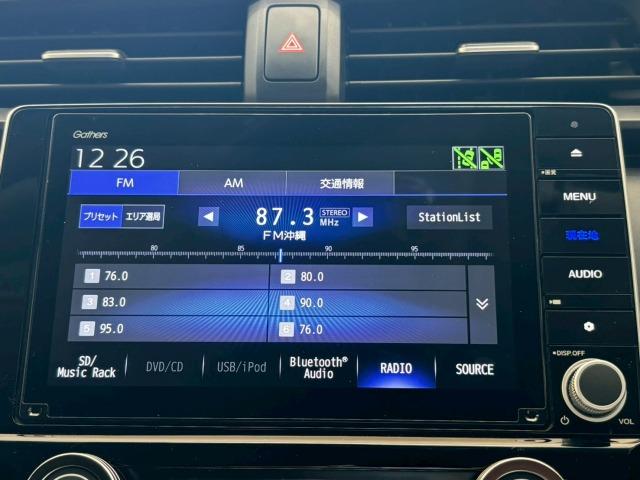 Gathers
12 26
FM AM 交通情報
プリセット エリア選局 87.3 STEREO MHz StationList
FM沖縄
80 85 90 95
1 76.0 2 80.0
3 83.0 4 90.0
5 95.0 6 76.0
SD/ Music Rack DVD/CD USB/iPod Bluetooth® Audio RADIO SOURCE
MENU
現在地
AUDIO
DISP.OFF
VOL